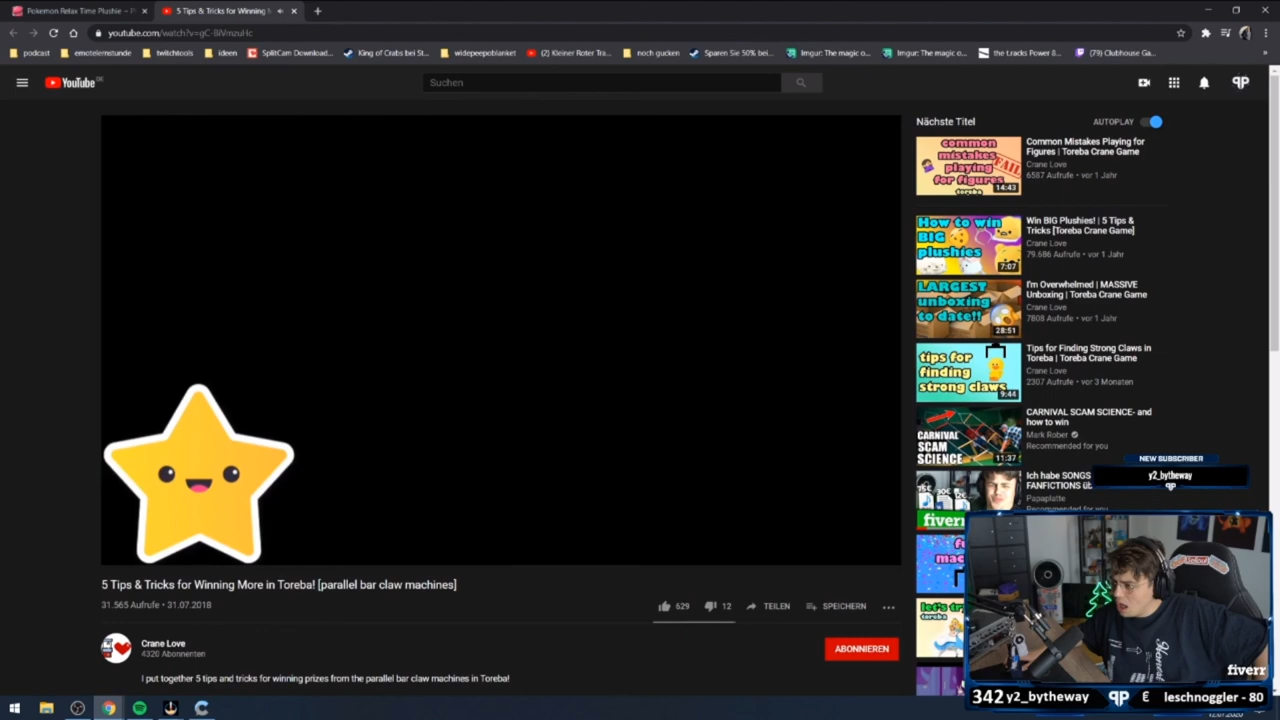 Pokemon Relax Time Plushie – P
5 Tips & Tricks for Winning M
youtube.com/watch?v=gC-BiVmzuHc
podcast
emotelernstunde
twitchtools
ideen
SplitCam Download...
King of Crabs bei St...
widepeepoblanket
(2) Kleiner Roter Tra...
noch gucken
Sparen Sie 50% bei...
Imgur: The magic o...
Imgur: The magic o...
the t.racks Power 8...
(79) Clubhouse Ga...
YouTube DE
Suchen
Nächste Titel
AUTOPLAY
common
mistakes
playing
for figures
toreba
FAIL
14:43
Common Mistakes Playing for
Figures | Toreba Crane Game
Crane Love
6587 Aufrufe • vor 1 Jahr
How to win
BIG
plushies
7:07
Win BIG Plushies! | 5 Tips &
Tricks [Toreba Crane Game]
Crane Love
79.686 Aufrufe • vor 1 Jahr
LARGEST
unboxing
to date!!
28:51
I'm Overwhelmed | MASSIVE
Unboxing | Toreba Crane Game
Crane Love
7808 Aufrufe • vor 1 Jahr
tips for
finding
strong claws
9:44
Tips for Finding Strong Claws in
Toreba | Toreba Crane Game
Crane Love
2307 Aufrufe • vor 3 Monaten
CARNIVAL
SCAM
SCIENCE
11:37
CARNIVAL SCAM SCIENCE- and
how to win
Mark Rober
Recommended for you
fiverr
Ich habe SONGS
FANFICTIONS
Papaplatte
Recommended for you
NEW SUBSCRIBER
y2_bytheway
let's tr
toreba
5 Tips & Tricks for Winning More in Toreba! [parallel bar claw machines]
31.565 Aufrufe • 31.07.2018
629
12
TEILEN
SPEICHERN
Crane Love
4320 Abonnenten
ABONNIEREN
I put together 5 tips and tricks for winning prizes from the parallel bar claw machines in Toreba!
fiverr
342 y2_bytheway
leschnoggler - 80